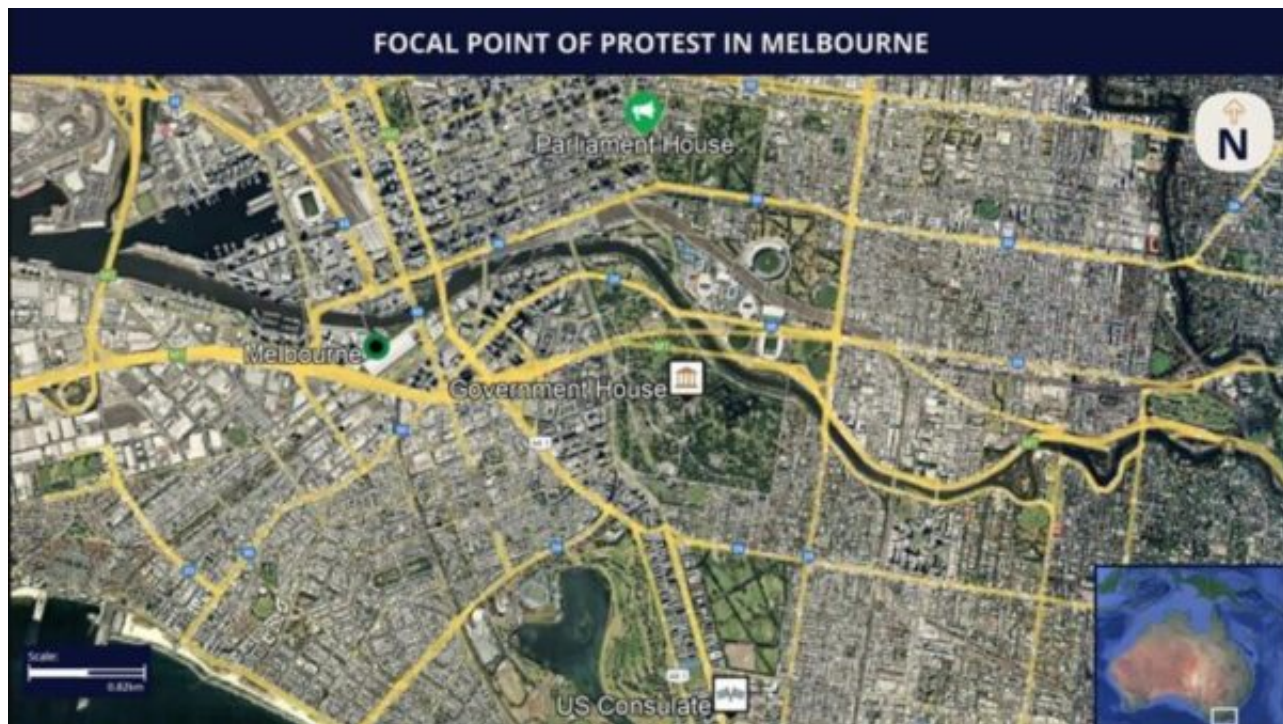 FOCAL POINT OF PROTEST IN MELBOURNE
N
Parliament House
Melbourne
Government House
US Consulate
Scale:
0.82km